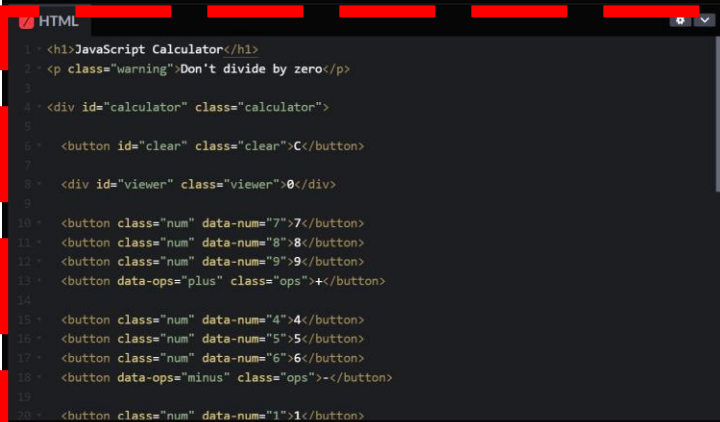 HTML
1 <h1>JavaScript Calculator</h1>
2 <p class="warning">Don't divide by zero</p>
3
4 <div id="calculator" class="calculator">
5
6 <button id="clear" class="clear">C</button>
7
8 <div id="viewer" class="viewer">0</div>
9
10 <button class="num" data-num="7">7</button>
11 <button class="num" data-num="8">8</button>
12 <button class="num" data-num="9">9</button>
13 <button data-ops="plus" class="ops">+</button>
14
15 <button class="num" data-num="4">4</button>
16 <button class="num" data-num="5">5</button>
17 <button class="num" data-num="6">6</button>
18 <button data-ops="minus" class="ops">-</button>
19
20 <button class="num" data-num="1">1</button>